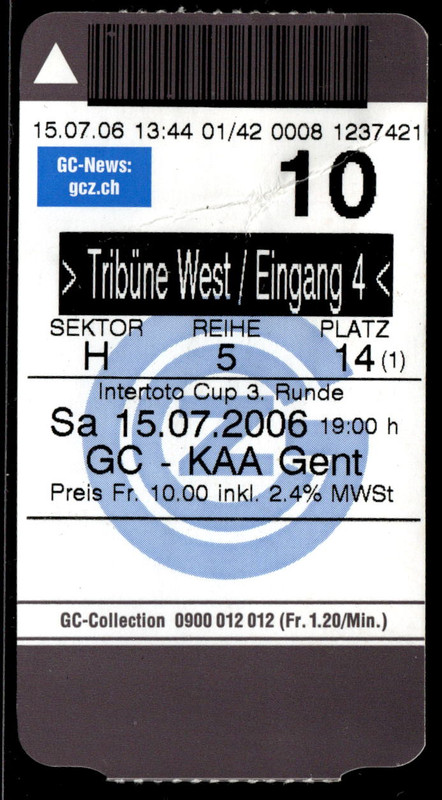 15.07.06 13:44 01/42 0008 1237421
GC-News:
gcz.ch
10
> Tribüne West / Eingang 4 <
SEKTOR REIHE PLATZ
H 5 14 (1)
Intertoto Cup 3. Runde
Sa 15.07.2006 19:00 h
GC - KAA Gent
Preis Fr. 10.00 inkl. 2.4% MWSt
GC-Collection 0900 012 012 (Fr. 1.20/Min.)